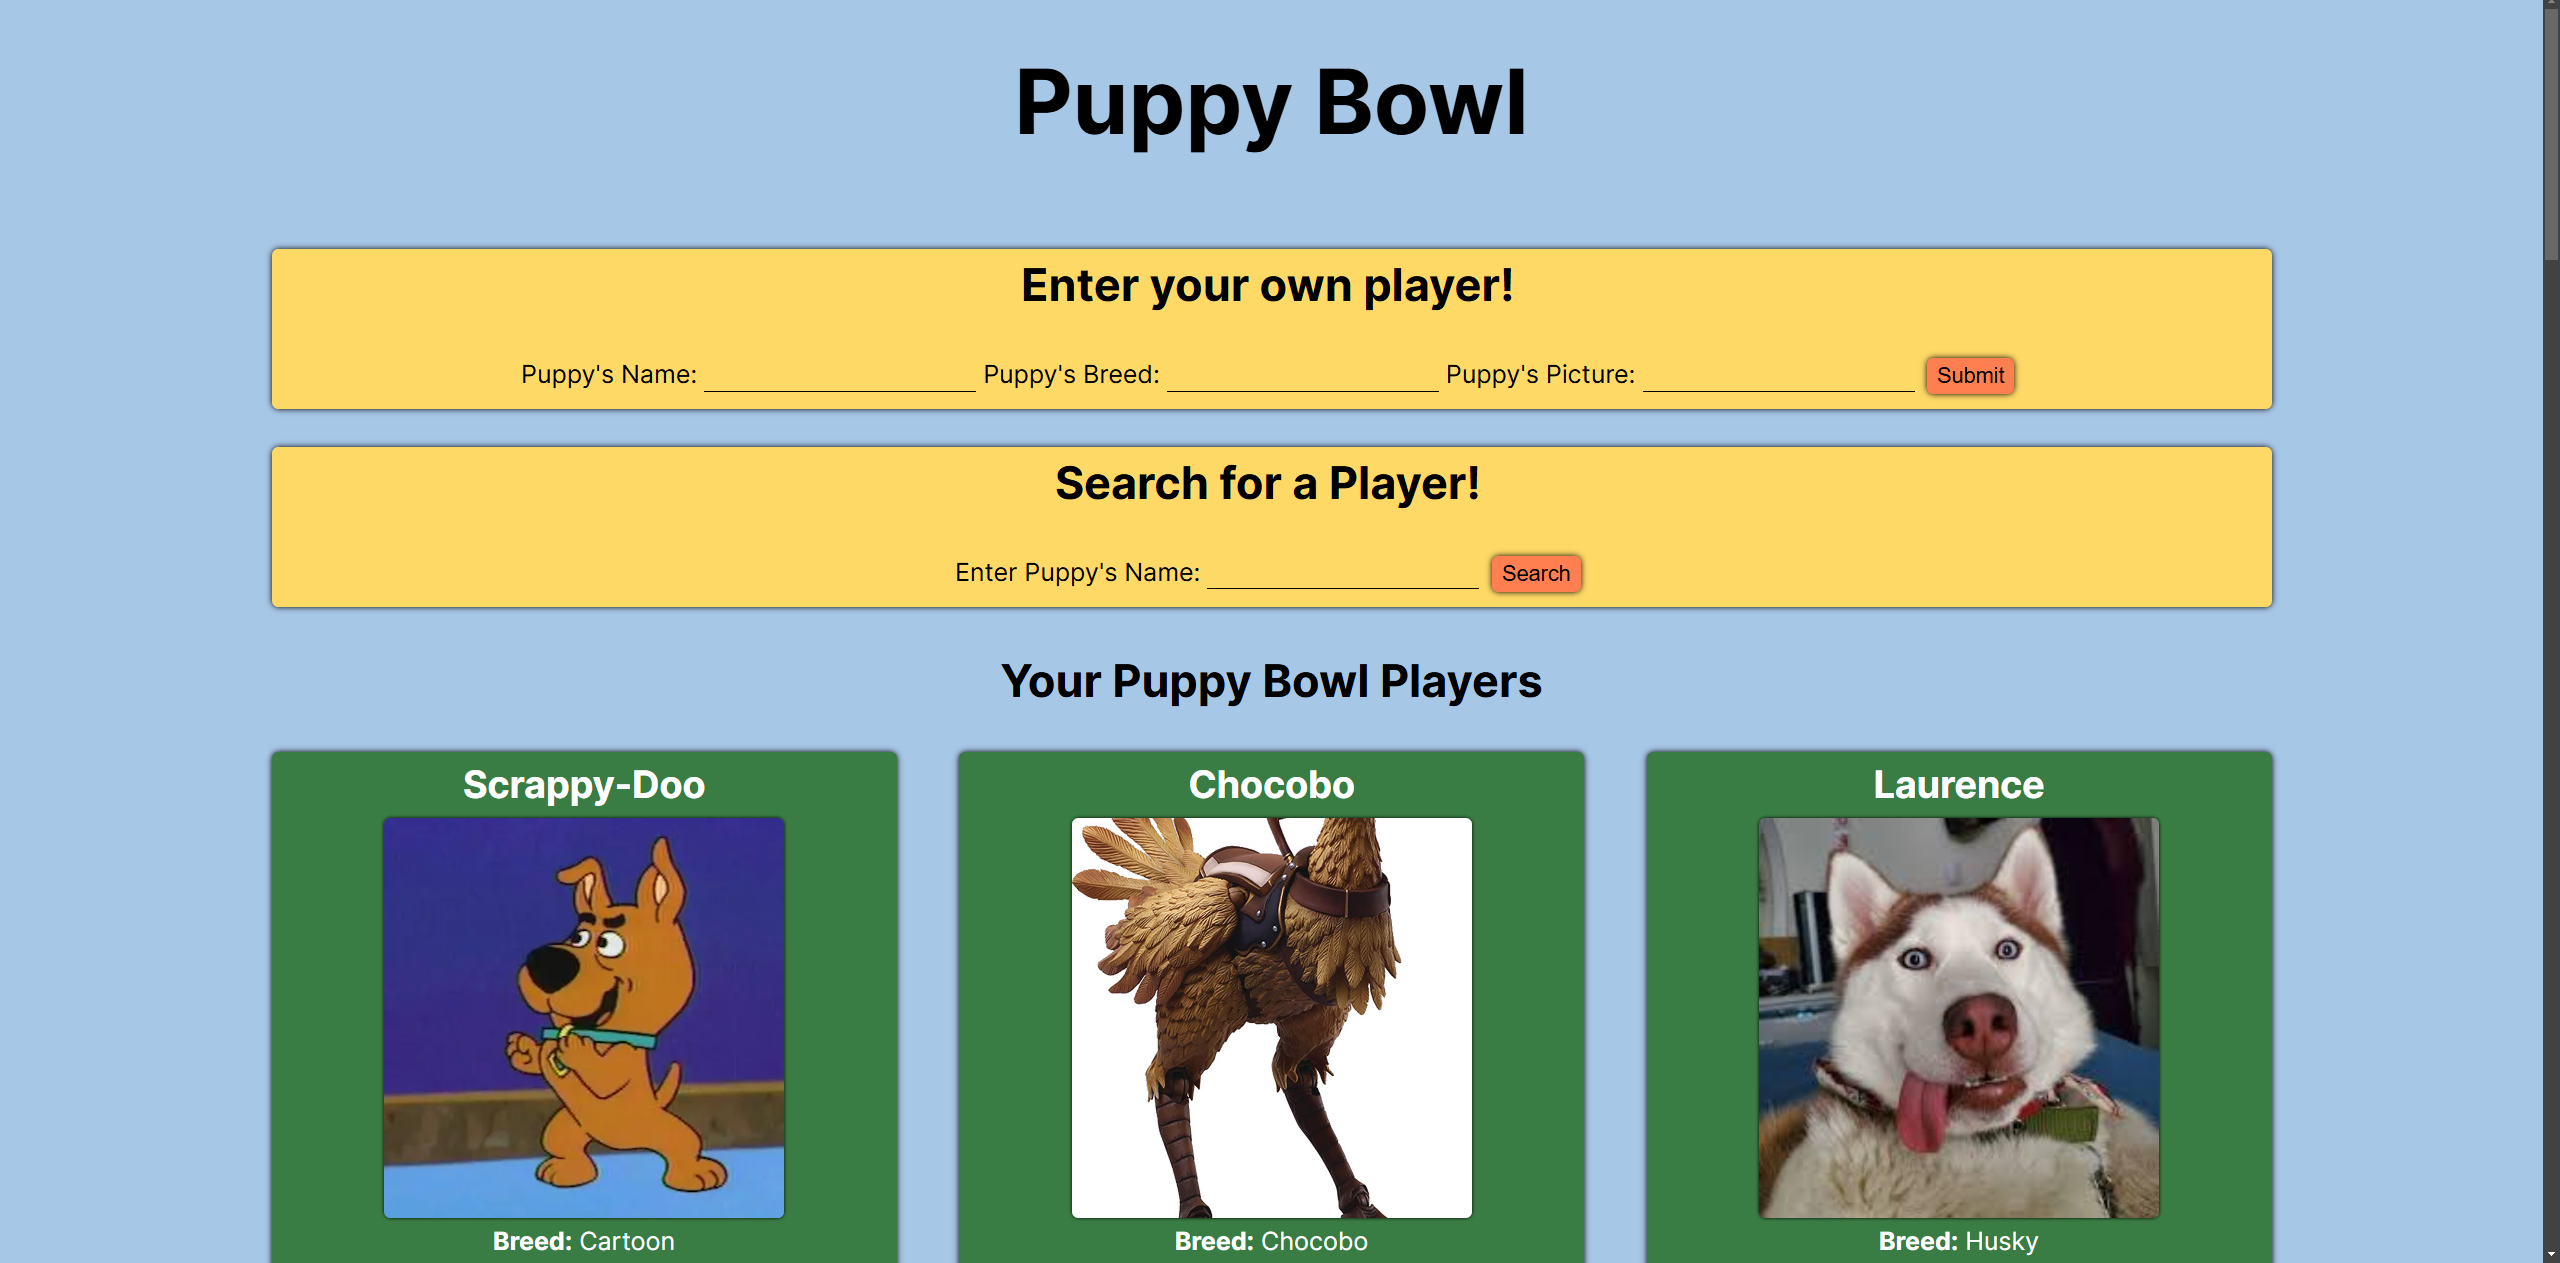 Puppy Bowl
Enter your own player!
Puppy's Name: Puppy's Breed: Puppy's Picture: Submit
Search for a Player!
Enter Puppy's Name: Search
Your Puppy Bowl Players
Scrappy-Doo Chocobo Laurence
Breed: Cartoon Breed: Chocobo Breed: Husky